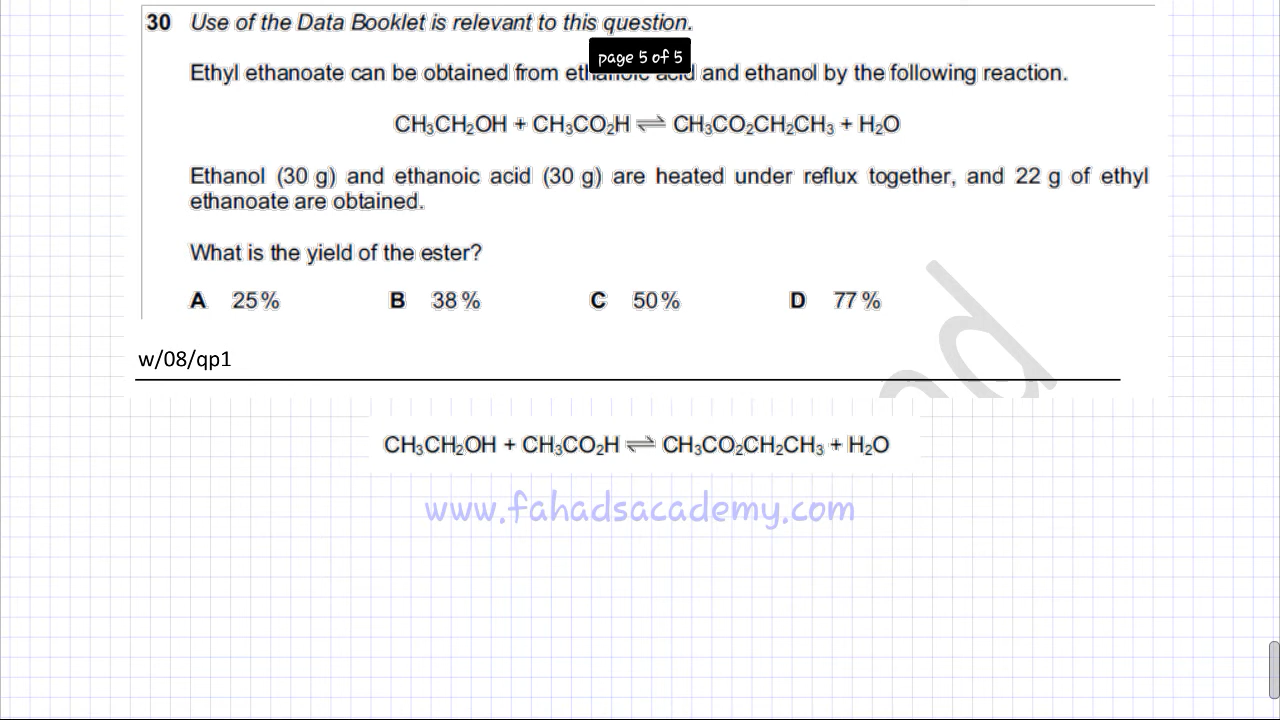 30 Use of the Data Booklet is relevant to this question.
page 5 of 5
Ethyl ethanoate can be obtained from ethanoic acid and ethanol by the following reaction.
CH₃CH₂OH + CH₃CO₂H ⇌ CH₃CO₂CH₂CH₃ + H₂O
Ethanol (30 g) and ethanoic acid (30 g) are heated under reflux together, and 22 g of ethyl
ethanoate are obtained.
What is the yield of the ester?
A 25 % B 38 % C 50 % D 77 %
w/08/qp1
CH₃CH₂OH + CH₃CO₂H ⇌ CH₃CO₂CH₂CH₃ + H₂O
www.fahadsacademy.com